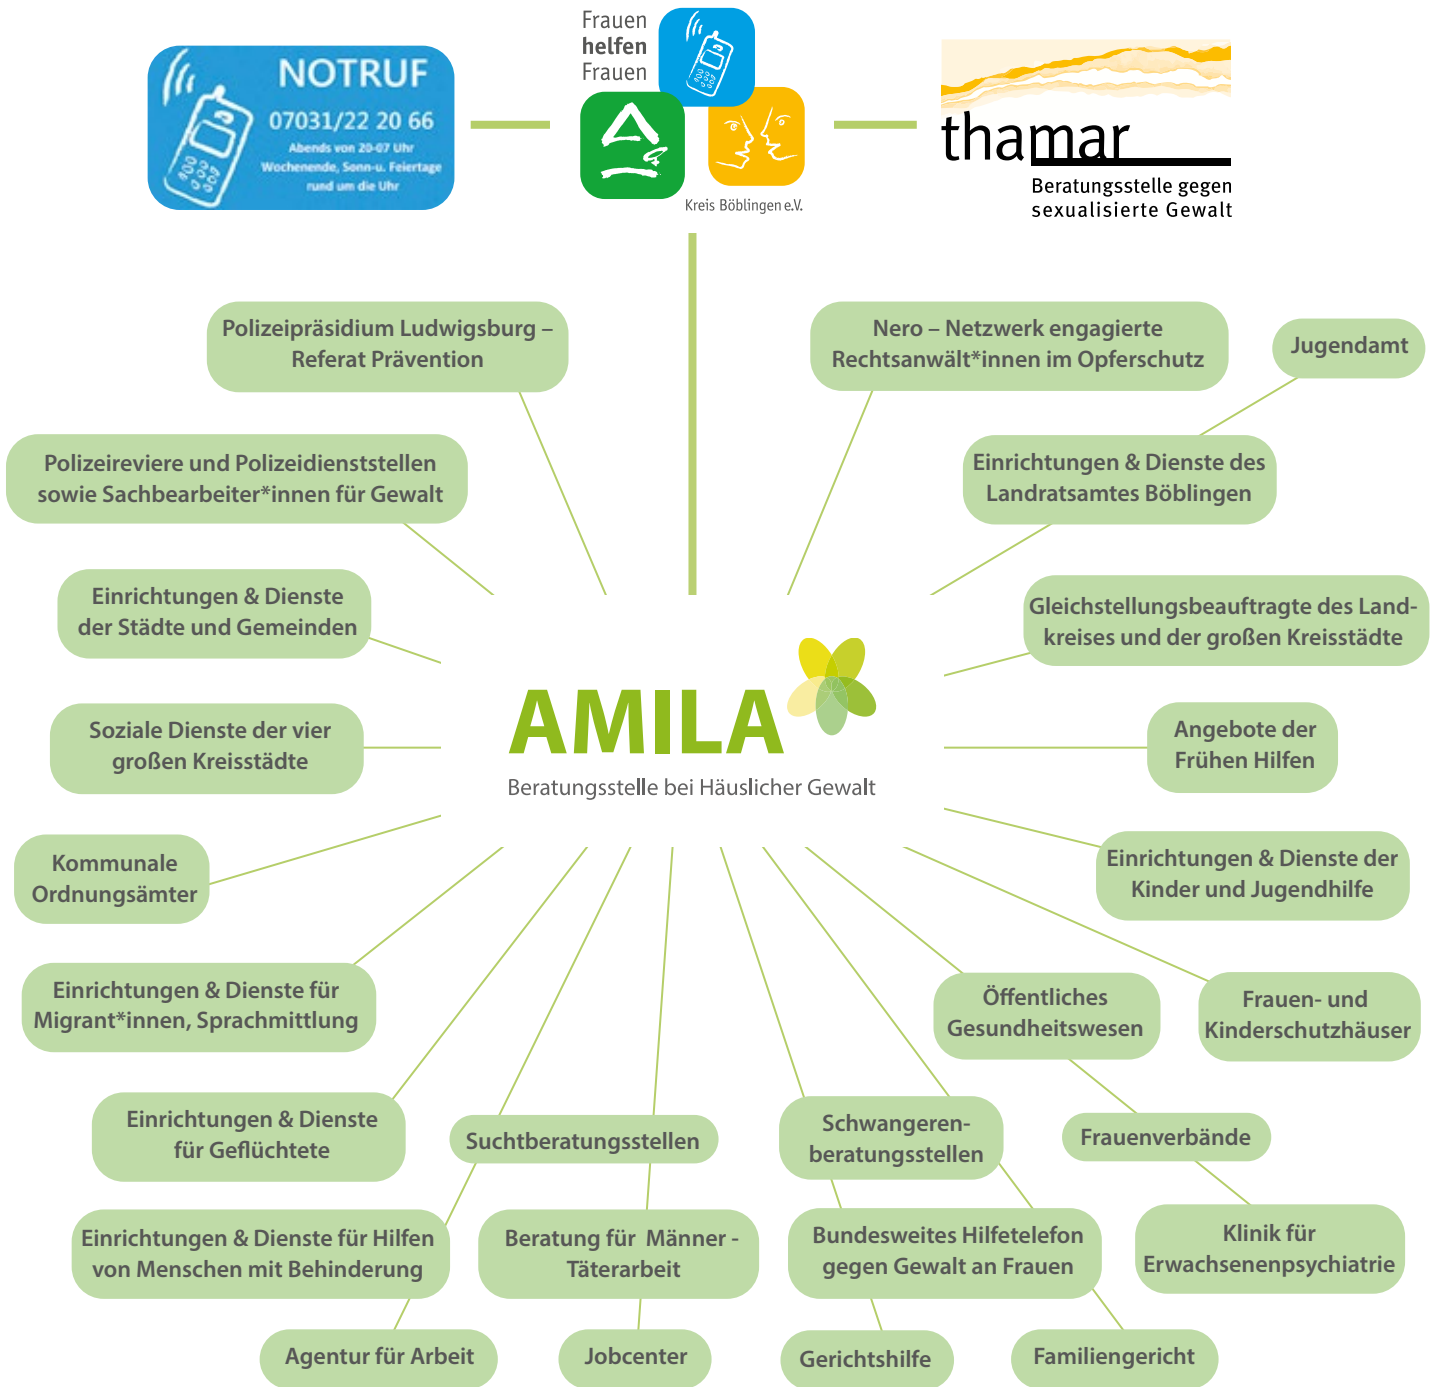 NOTRUF
07031/22 20 66
Abends von 20-07 Uhr
Wochenende, Sonn-u. Feiertage
rund um die Uhr
Frauen
helfen
Frauen
Kreis Böblingen e.V.
thamar
Beratungsstelle gegen
sexualisierte Gewalt
Polizeipräsidium Ludwigsburg –
Referat Prävention
Nero – Netzwerk engagierte
Rechtsanwält*innen im Opferschutz
Jugendamt
Polizeireviere und Polizeidienststellen
sowie Sachbearbeiter*innen für Gewalt
Einrichtungen & Dienste des
Landratsamtes Böblingen
Einrichtungen & Dienste
der Städte und Gemeinden
Gleichstellungsbeauftragte des Land-
kreises und der großen Kreisstädte
AMILA
Beratungsstelle bei Häuslicher Gewalt
Soziale Dienste der vier
großen Kreisstädte
Angebote der
Frühen Hilfen
Kommunale
Ordnungsämter
Einrichtungen & Dienste der
Kinder und Jugendhilfe
Einrichtungen & Dienste für
Migrant*innen, Sprachmittlung
Öffentliches
Gesundheitswesen
Frauen- und
Kinderschutzhäuser
Einrichtungen & Dienste
für Geflüchtete
Suchtberatungsstellen
Schwangeren-
beratungsstellen
Frauenverbände
Einrichtungen & Dienste für Hilfen
von Menschen mit Behinderung
Beratung für Männer -
Täterarbeit
Bundesweites Hilfetelefon
gegen Gewalt an Frauen
Klinik für
Erwachsenenpsychiatrie
Agentur für Arbeit
Jobcenter
Gerichtshilfe
Familiengericht